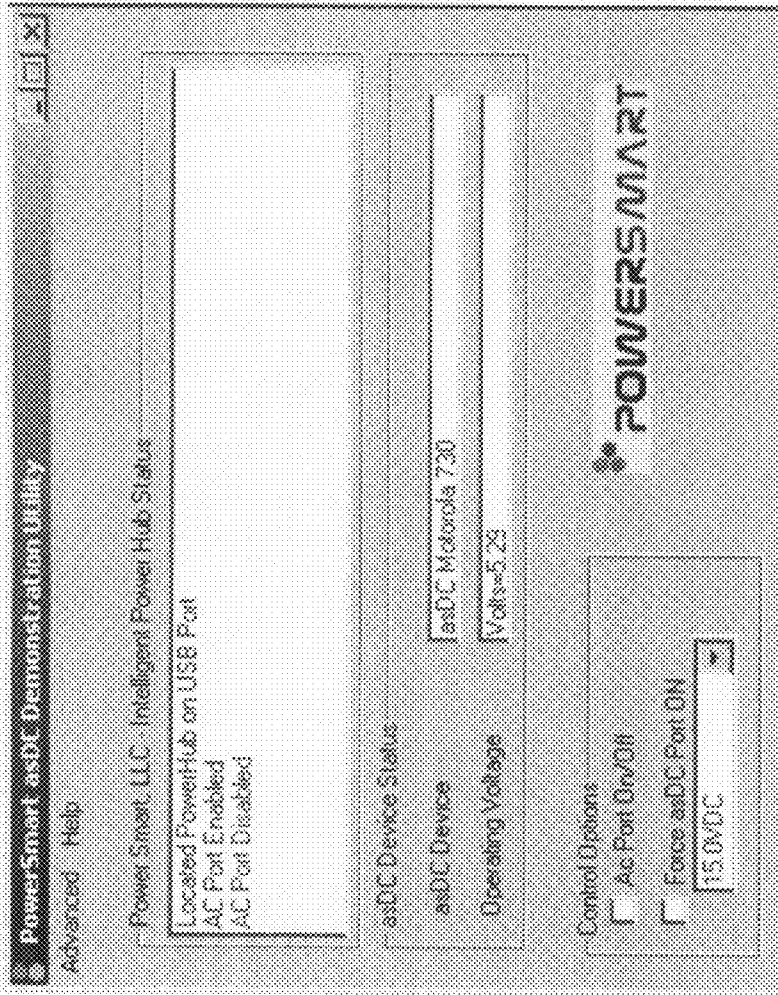 PowerSmart asDC Demonstration Utility
Advanced Help
Power Smart, LLC - Intelligent Power Hub Status
Located PowerHub on USB Port
AC Port Enabled
AC Port Disabled
asDC Device Status
asDC Device
asDC Motorola 730
Operating Voltage
Volts=5.29
Control Options
Ac Port On/Off
Force asDC Port ON
15.0VDC
POWERSMART